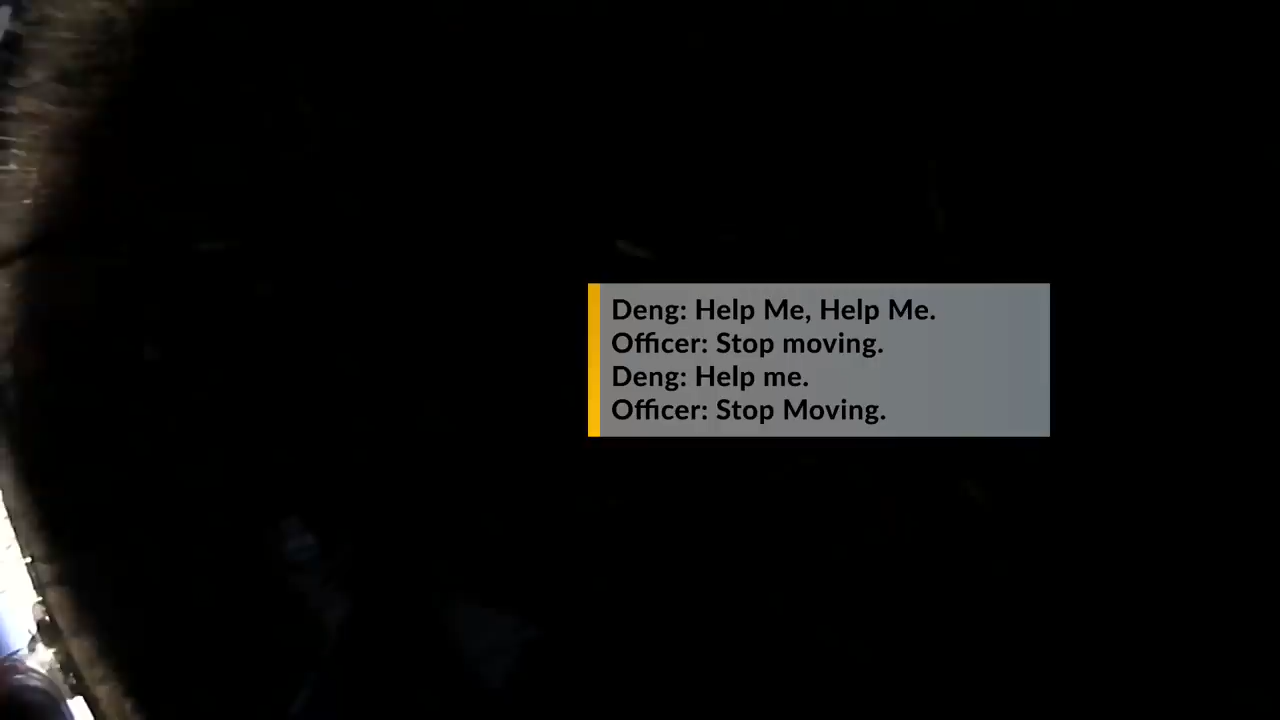 Deng: Help Me, Help Me.
Officer: Stop moving.
Deng: Help me.
Officer: Stop Moving.